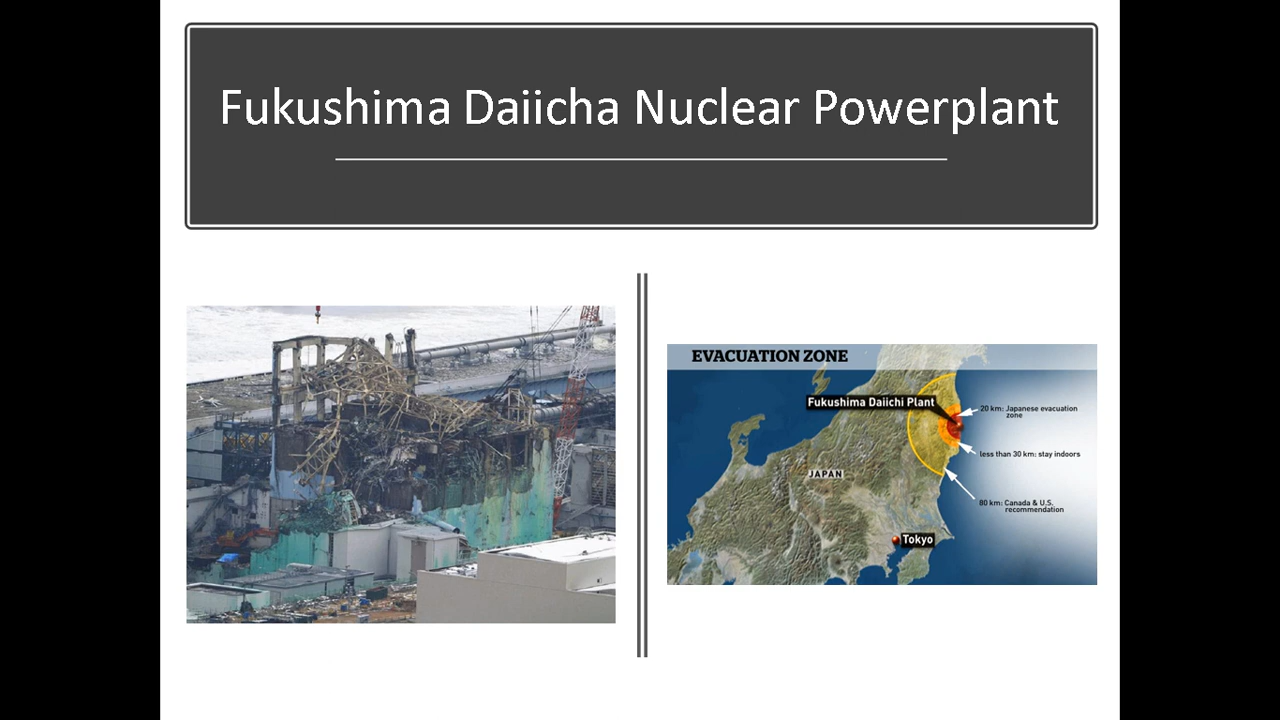 Fukushima Daiicha Nuclear Powerplant
EVACUATION ZONE
Fukushima Daiichi Plant
20 km: Japanese evacuation
zone
less than 30 km: stay indoors
JAPAN
80 km: Canada & U.S.
recommendation
Tokyo